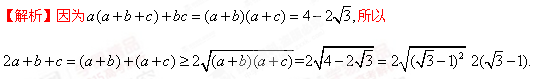 【解析】因为a(a+b+c)+bc=(a+b)(a+c)=4-2√3,所以
2a+b+c=(a+b)+(a+c)≥2√((a+b)(a+c))=2√(4-2√3)=2√((√3-1)²) 2(√3-1).